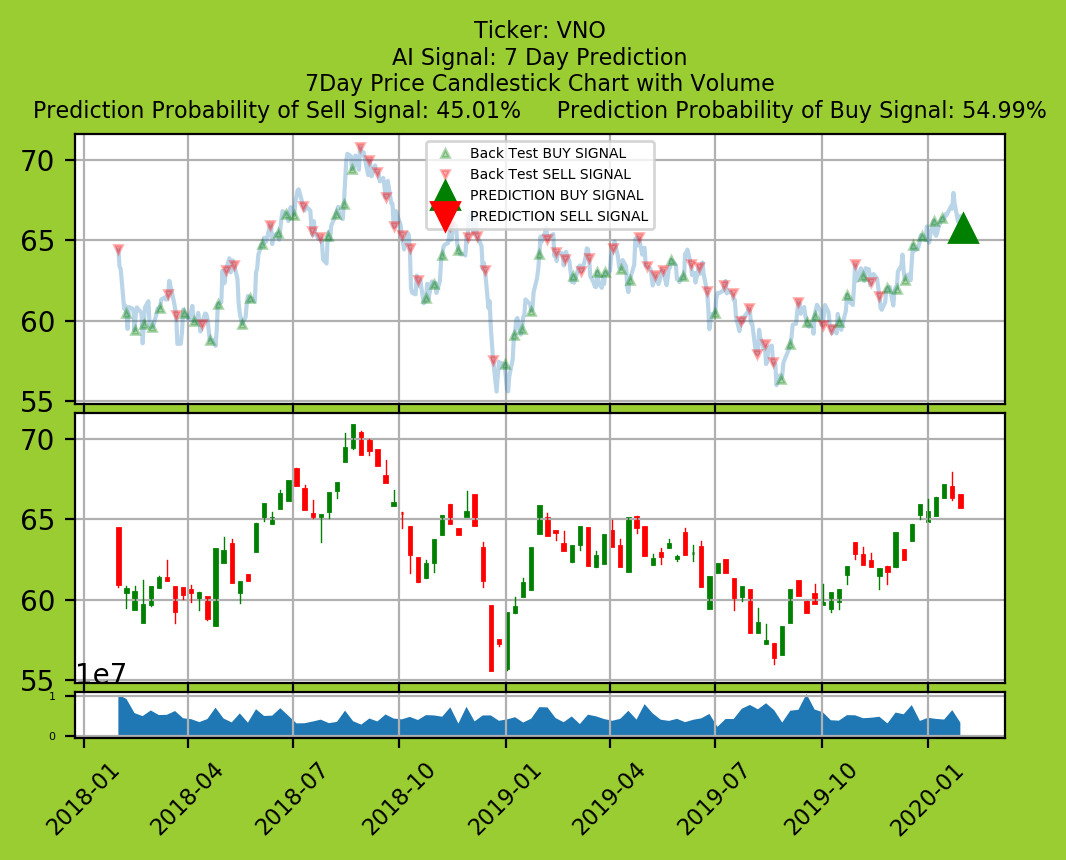 Ticker: VNO
AI Signal: 7 Day Prediction
7Day Price Candlestick Chart with Volume
Prediction Probability of Sell Signal: 45.01% Prediction Probability of Buy Signal: 54.99%
Back Test BUY SIGNAL
Back Test SELL SIGNAL
PREDICTION BUY SIGNAL
PREDICTION SELL SIGNAL
70
65
60
55
70
65
60
55
1e7
1
0
2018-01
2018-04
2018-07
2018-10
2019-01
2019-04
2019-07
2019-10
2020-01